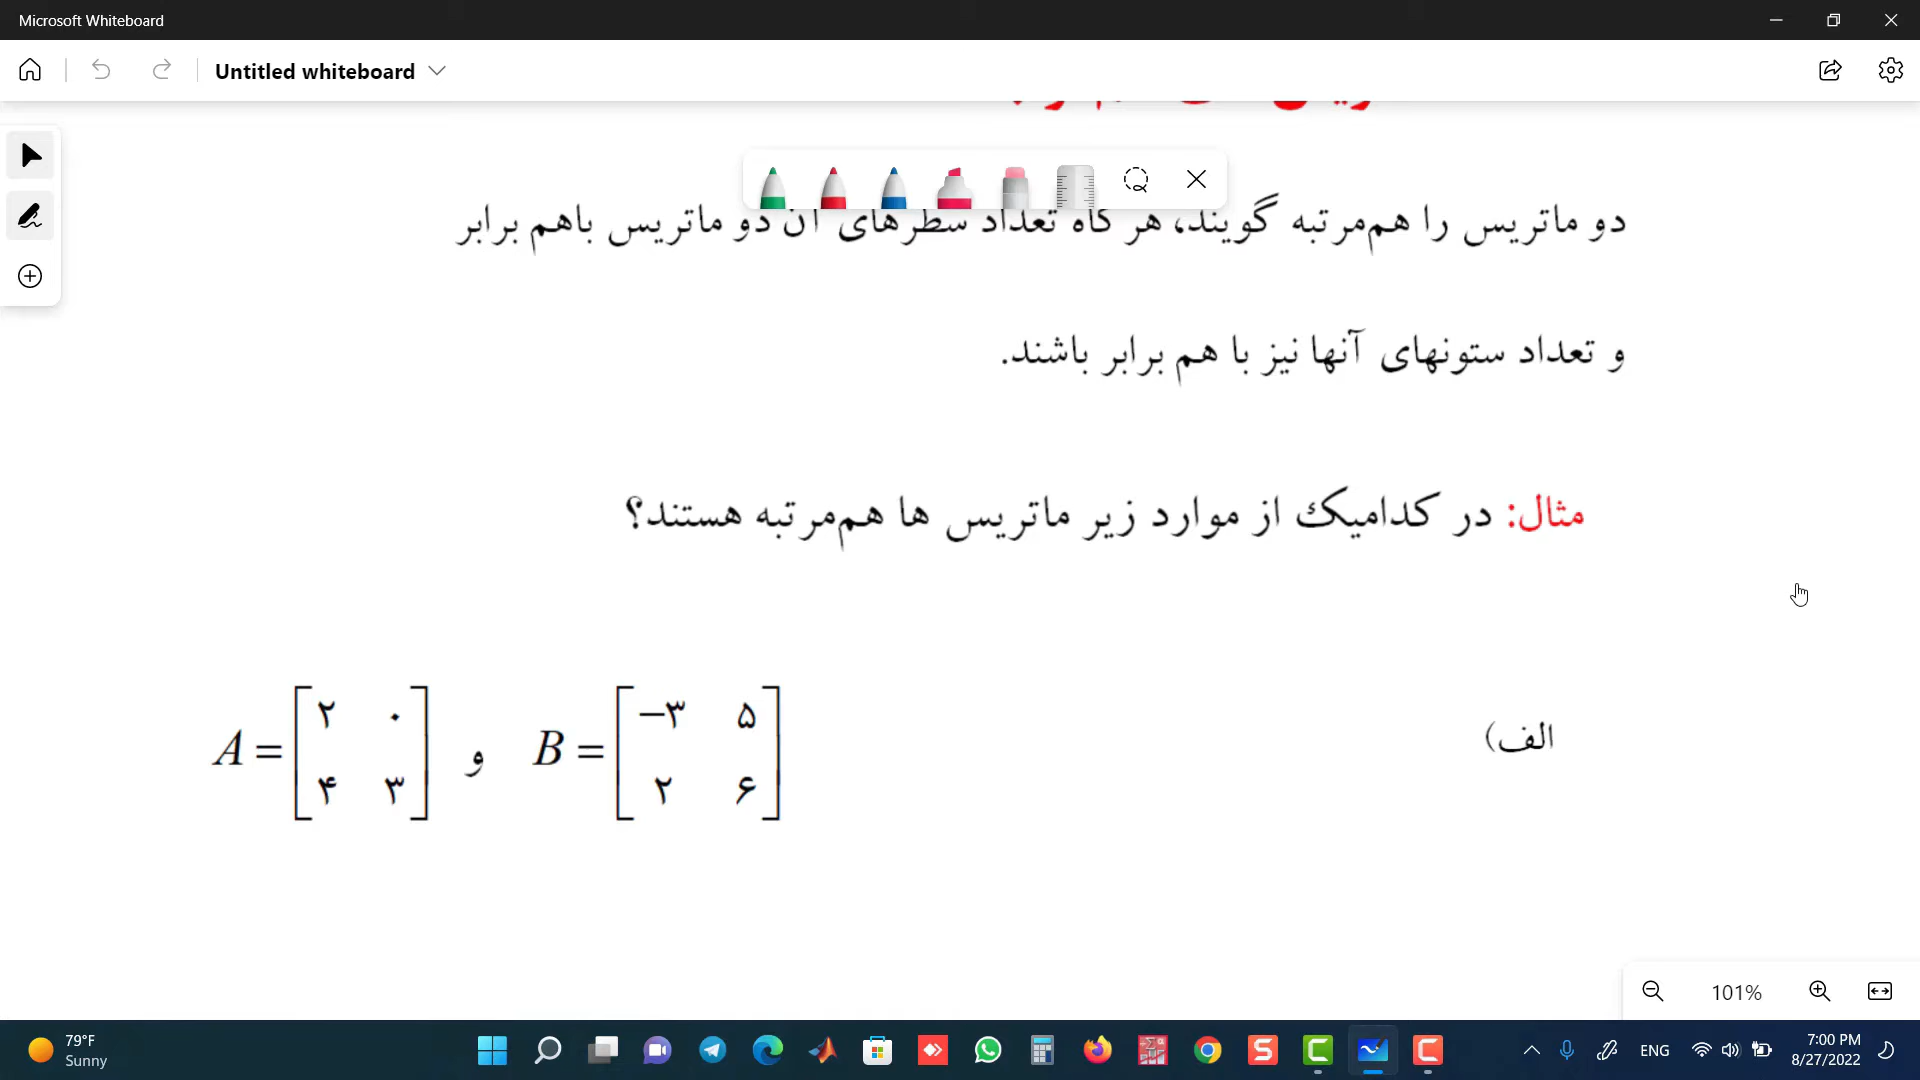 Microsoft Whiteboard
Untitled whiteboard
دو ماتریس را هم‌مرتبه گویند، هر گاه تعداد سطرهای آن دو ماتریس باهم برابر
و تعداد ستونهای آنها نیز با هم برابر باشند.
مثال: در کدامیک از موارد زیر ماتریس ها هم‌مرتبه هستند؟
الف)
A = [ ۲ ۰ و B = [ −۳ ۵
۴ ۳ ] ۲ ۶ ]
101%
79°F
Sunny
ENG
7:00 PM
8/27/2022